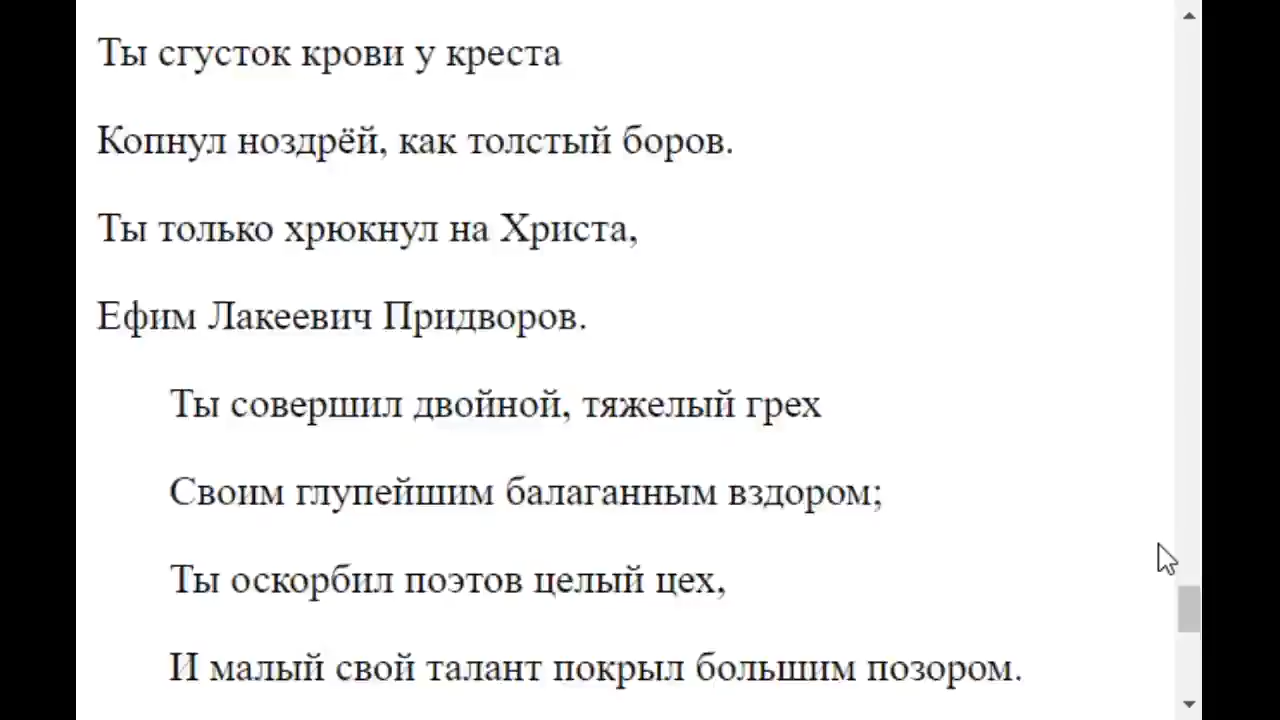 Ты сгусток крови у креста
Копнул ноздрёй, как толстый боров.
Ты только хрюкнул на Христа,
Ефим Лакеевич Придворов.
Ты совершил двойной, тяжелый грех
Своим глупейшим балаганным вздором;
Ты оскорбил поэтов целый цех,
И малый свой талант покрыл большим позором.